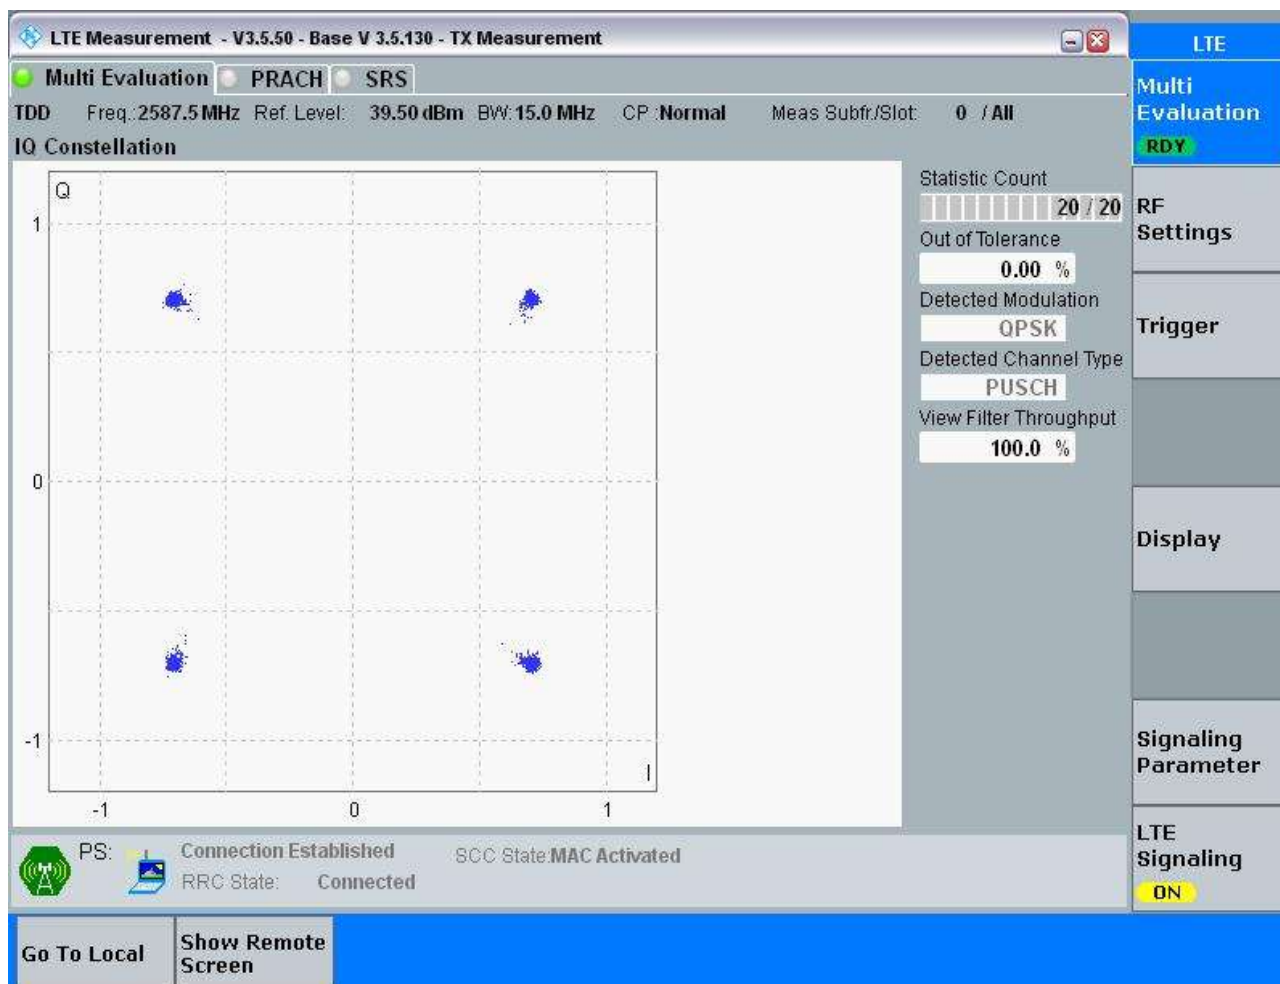 LTE Measurement - V3.5.50 - Base V 3.5.130 - TX Measurement
LTE
Multi Evaluation PRACH SRS
TDD Freq.:2587.5 MHz Ref. Level: 39.50 dBm BW:15.0 MHz CP :Normal Meas Subfr./Slot: 0 / All
IQ Constellation
Q
1
0
-1
-1 0 1
I
Statistic Count
20 / 20
Out of Tolerance
0.00 %
Detected Modulation
QPSK
Detected Channel Type
PUSCH
View Filter Throughput
100.0 %
Multi
Evaluation
RDY
RF
Settings
Trigger
Display
Signaling
Parameter
LTE
Signaling
ON
PS: Connection Established SCC State:MAC Activated
RRC State: Connected
Go To Local
Show Remote
Screen